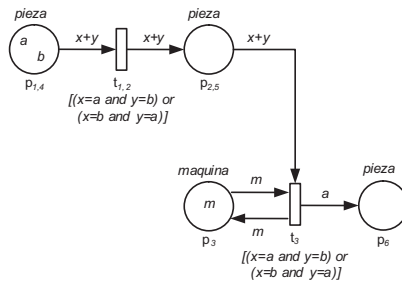 pieza
pieza
a
b
x+y
x+y
x+y
p1,4
t1,2
p2,5
[(x=a and y=b) or
(x=b and y=a)]
maquina
pieza
m
m
a
m
p3
t3
p6
[(x=a and y=b) or
(x=b and y=a)]